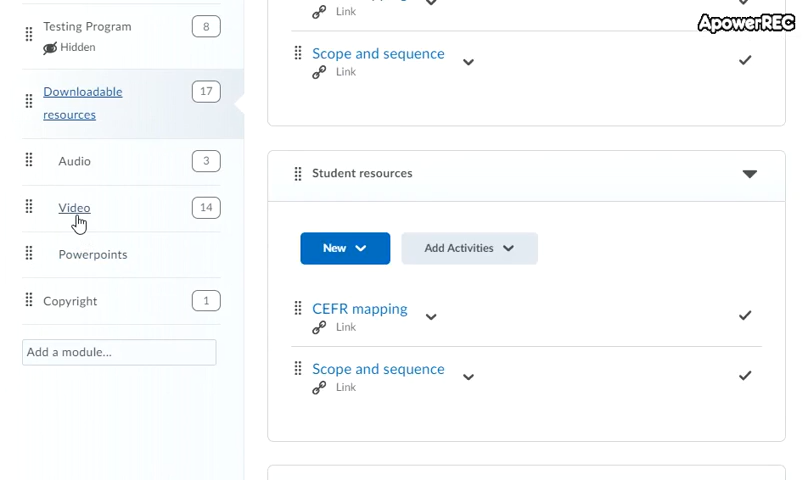 Testing Program 8
Hidden
Downloadable resources 17
Audio 3
Video 14
Powerpoints
Copyright 1
Add a module...
Link
Scope and sequence
Link
Student resources
New
Add Activities
CEFR mapping
Link
Scope and sequence
Link
ApowerREC